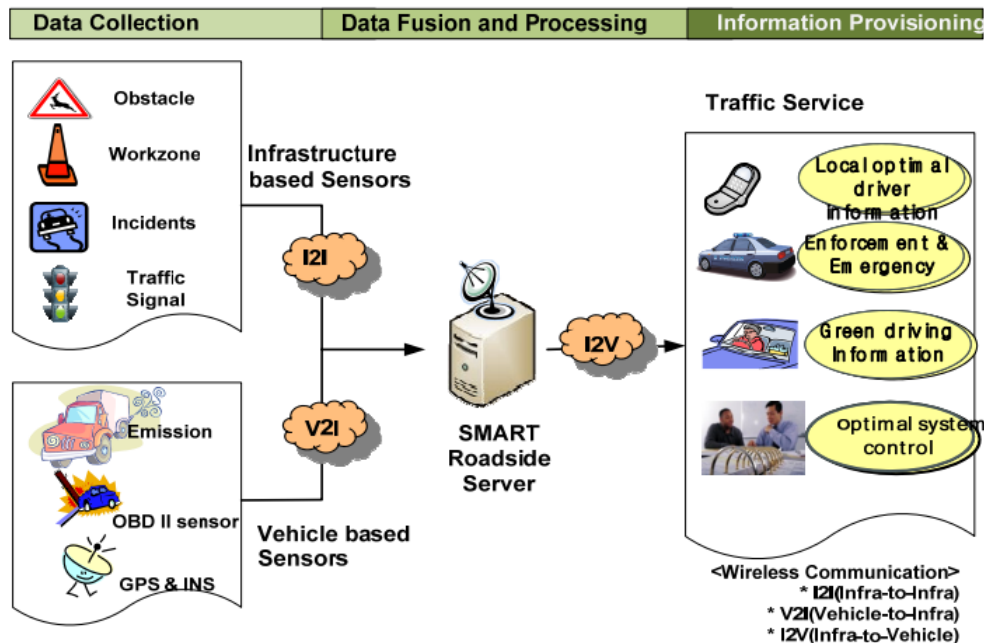 Data Collection
Data Fusion and Processing
Information Provisioning
Obstacle
Workzone
Incidents
Traffic
Signal
Infrastructure
based Sensors
I2I
Emission
OBD II sensor
GPS & INS
V2I
Vehicle based
Sensors
SMART
Roadside
Server
I2V
Traffic Service
Local optimal
driver
information
Enforcement &
Emergency
Green driving
Information
optimal system
control
<Wireless Communication>
* I2I(Infra-to-Infra)
* V2I(Vehicle-to-Infra)
* I2V(Infra-to-Vehicle)